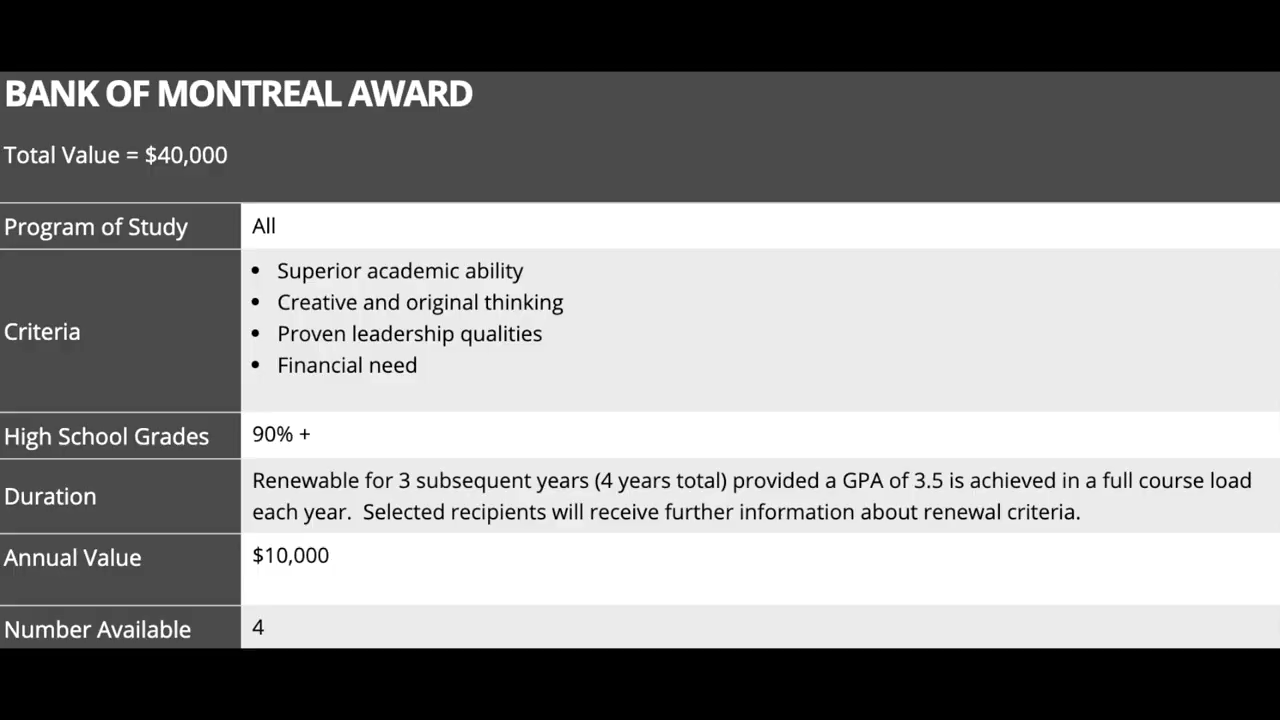 BANK OF MONTREAL AWARD
Total Value = $40,000
Program of Study
All
Criteria
• Superior academic ability
• Creative and original thinking
• Proven leadership qualities
• Financial need
High School Grades
90% +
Duration
Renewable for 3 subsequent years (4 years total) provided a GPA of 3.5 is achieved in a full course load
each year.  Selected recipients will receive further information about renewal criteria.
Annual Value
$10,000
Number Available
4